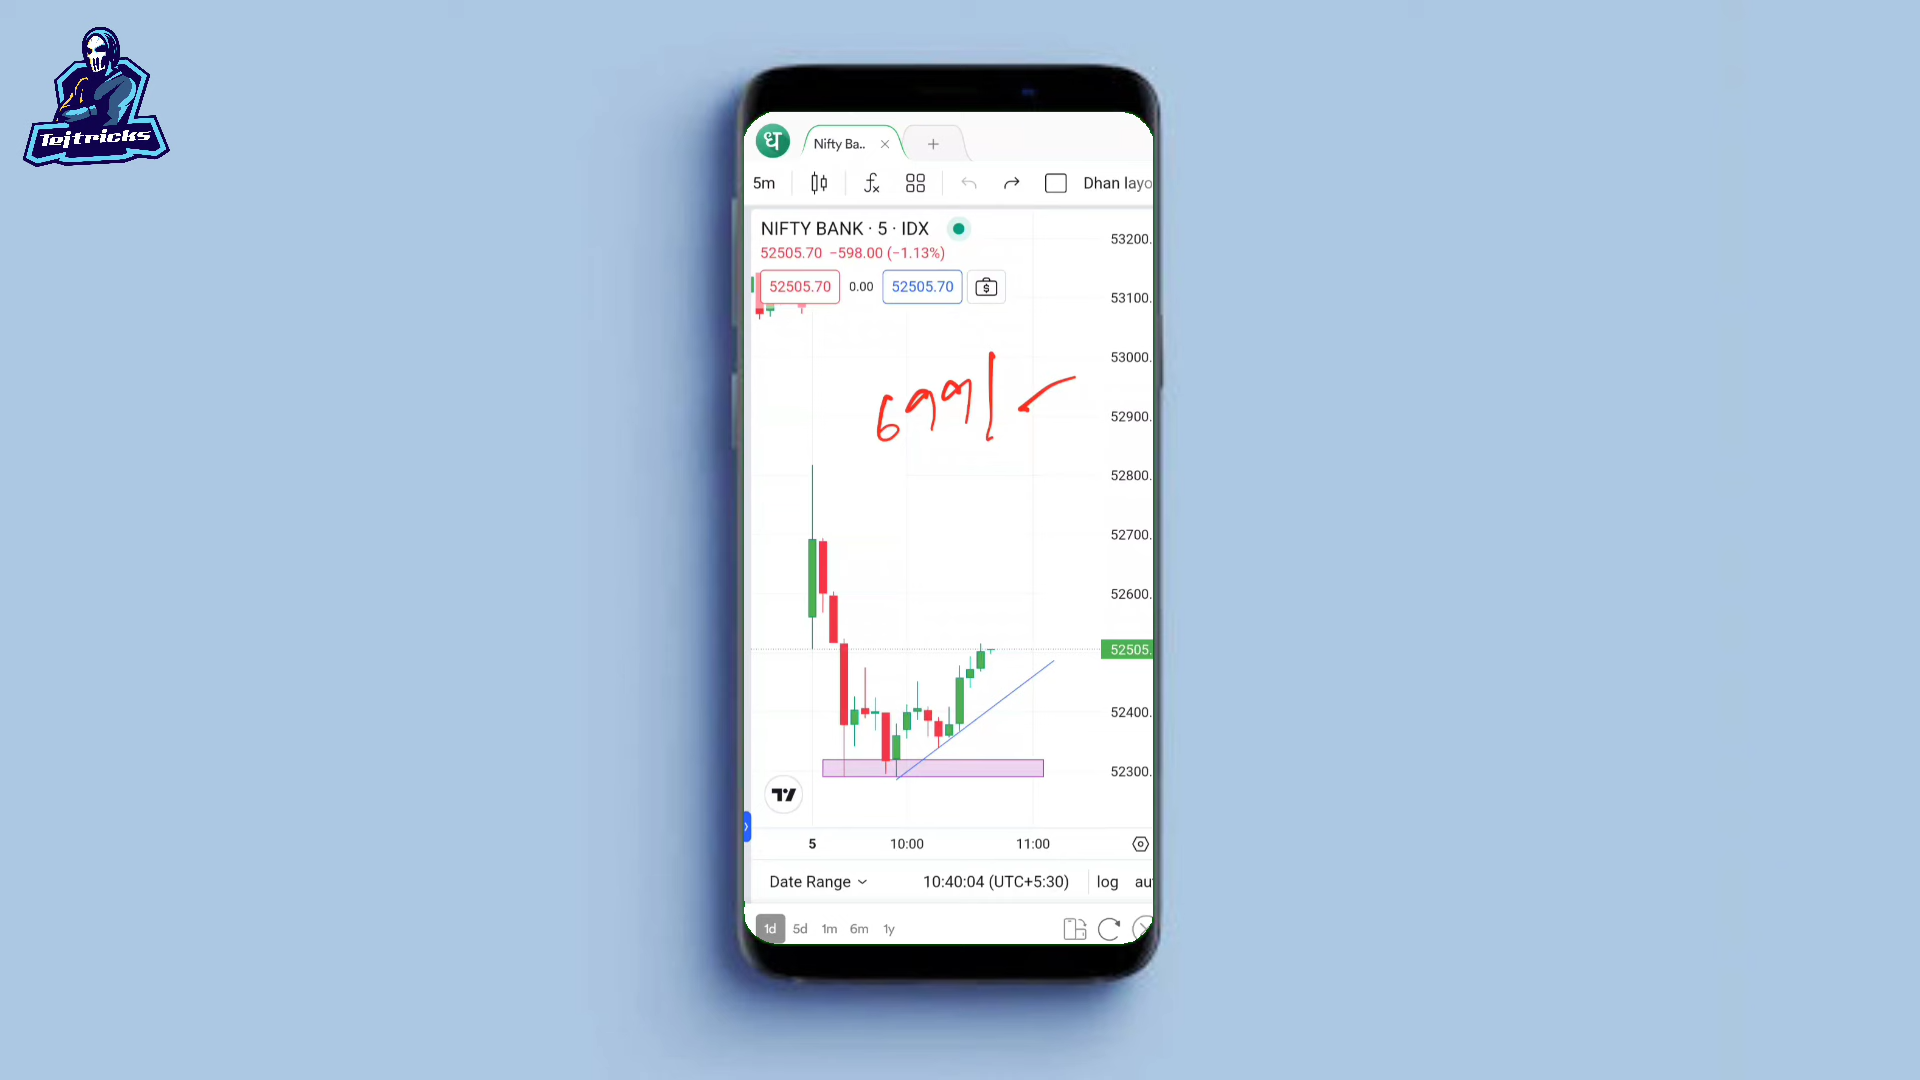 Tejtricks
ध Nifty Ba.. × +
5m Dhan layo
NIFTY BANK · 5 · IDX
52505.70 −598.00 (−1.13%)
52505.70 0.00 52505.70
53200.
53100.
53000.
699/-
52900.
52800.
52700.
52600.
52505.
52400.
52300.
5 10:00 11:00
Date Range 10:40:04 (UTC+5:30) log au
1d 5d 1m 6m 1y